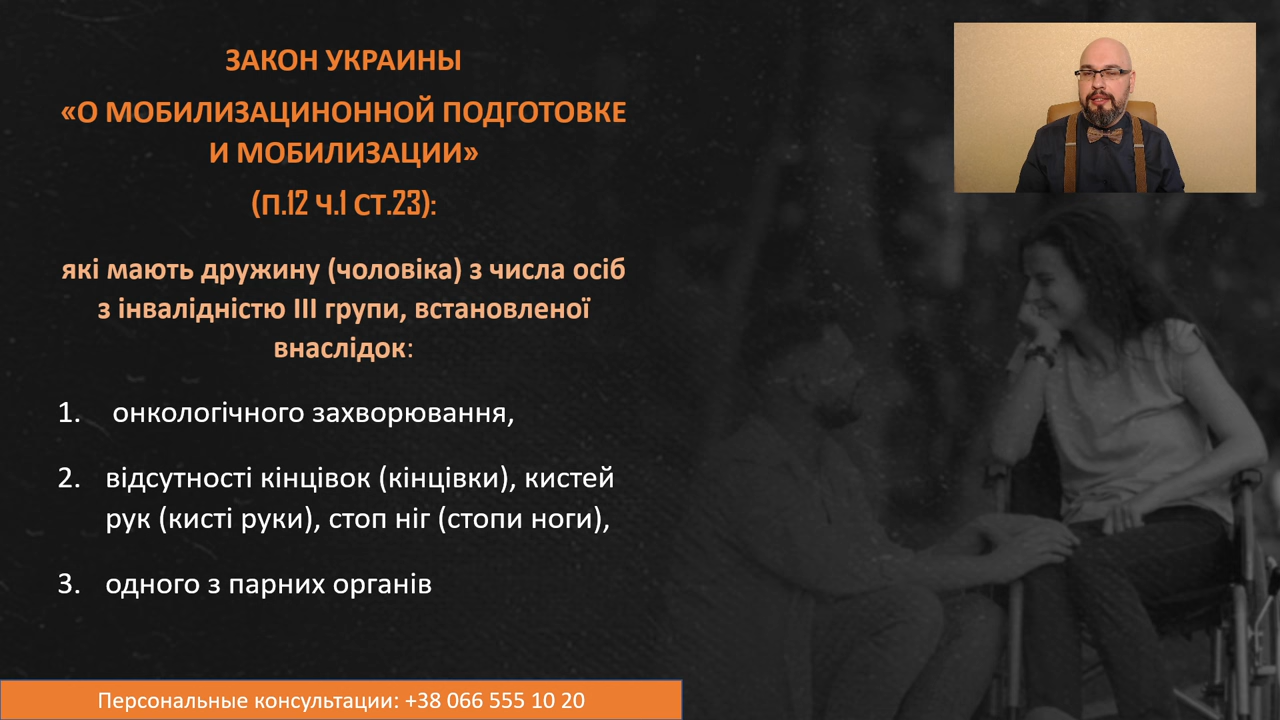 ЗАКОН УКРАИНЫ
«О МОБИЛИЗАЦИНОННОЙ ПОДГОТОВКЕ
И МОБИЛИЗАЦИИ»
(П.12 Ч.1 СТ.23):
які мають дружину (чоловіка) з числа осіб
з інвалідністю III групи, встановленої
внаслідок:
1. онкологічного захворювання,
2. відсутності кінцівок (кінцівки), кистей
рук (кисті руки), стоп ніг (стопи ноги),
3. одного з парних органів
Персональные консультации: +38 066 555 10 20